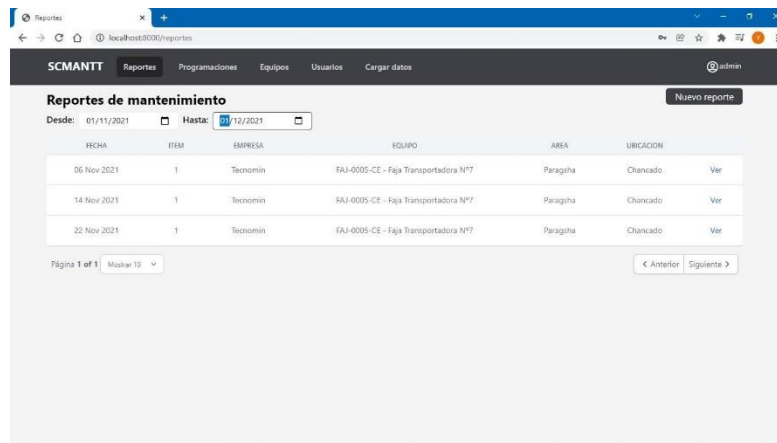 Reportes
localhost:8000/reportes
SCMANTT Reportes Programaciones Equipos Usuarios Cargar datos admin
Reportes de mantenimiento Nuevo reporte
Desde: 01/11/2021 Hasta: 01/12/2021
FECHA ITEM EMPRESA EQUIPO AREA UBICACION
06 Nov 2021 1 Tecnomin FAJ-0005-CE - Faja Transportadora N°7 Paragsha Chancado Ver
14 Nov 2021 1 Tecnomin FAJ-0005-CE - Faja Transportadora N°7 Paragsha Chancado Ver
22 Nov 2021 1 Tecnomin FAJ-0005-CE - Faja Transportadora N°7 Paragsha Chancado Ver
Página 1 of 1 Mostrar 10 Anterior Siguiente